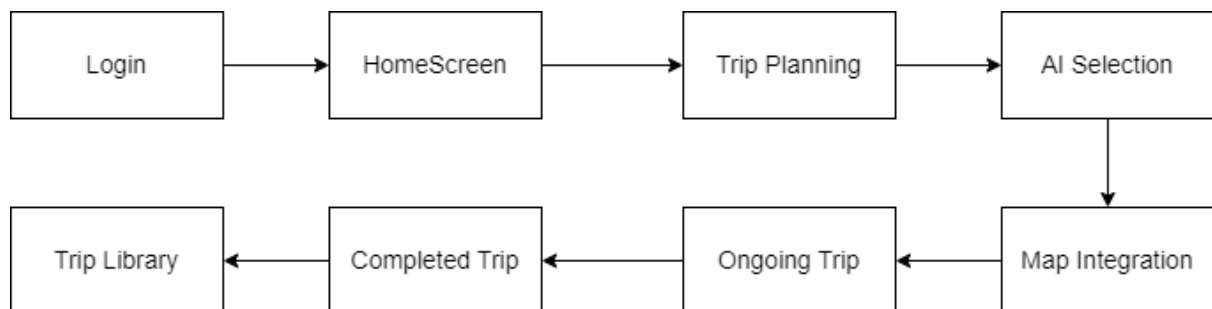 Login
HomeScreen
Trip Planning
AI Selection
Trip Library
Completed Trip
Ongoing Trip
Map Integration